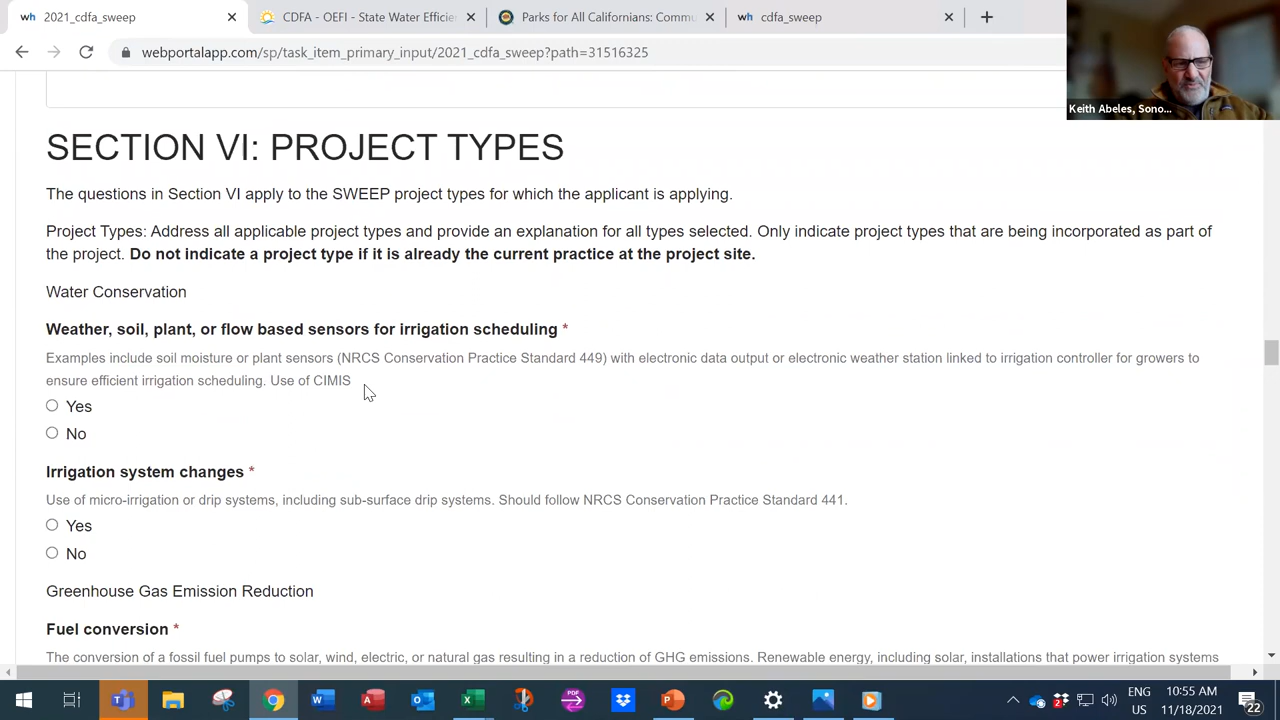 2021_cdfa_sweep
CDFA - OEFI - State Water Efficie
Parks for All Californians: Commu
cdfa_sweep
webportalapp.com/sp/task_item_primary_input/2021_cdfa_sweep?path=31516325
Keith Abeles, Sono...
SECTION VI: PROJECT TYPES
The questions in Section VI apply to the SWEEP project types for which the applicant is applying.
Project Types: Address all applicable project types and provide an explanation for all types selected. Only indicate project types that are being incorporated as part of
the project. Do not indicate a project type if it is already the current practice at the project site.
Water Conservation
Weather, soil, plant, or flow based sensors for irrigation scheduling *
Examples include soil moisture or plant sensors (NRCS Conservation Practice Standard 449) with electronic data output or electronic weather station linked to irrigation controller for growers to
ensure efficient irrigation scheduling. Use of CIMIS
Yes
No
Irrigation system changes *
Use of micro-irrigation or drip systems, including sub-surface drip systems. Should follow NRCS Conservation Practice Standard 441.
Yes
No
Greenhouse Gas Emission Reduction
Fuel conversion *
The conversion of a fossil fuel pumps to solar, wind, electric, or natural gas resulting in a reduction of GHG emissions. Renewable energy, including solar, installations that power irrigation systems
ENG
US
10:55 AM
11/18/2021
22